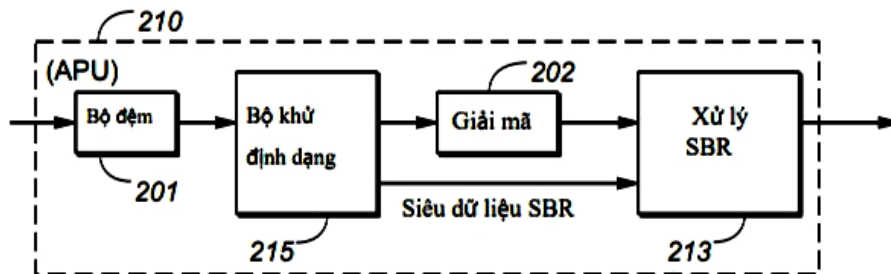 210
(APU)
202
Bộ đệm
Bộ khử
định dạng
Giải mã
Xử lý
SBR
201
Siêu dữ liệu SBR
215
213